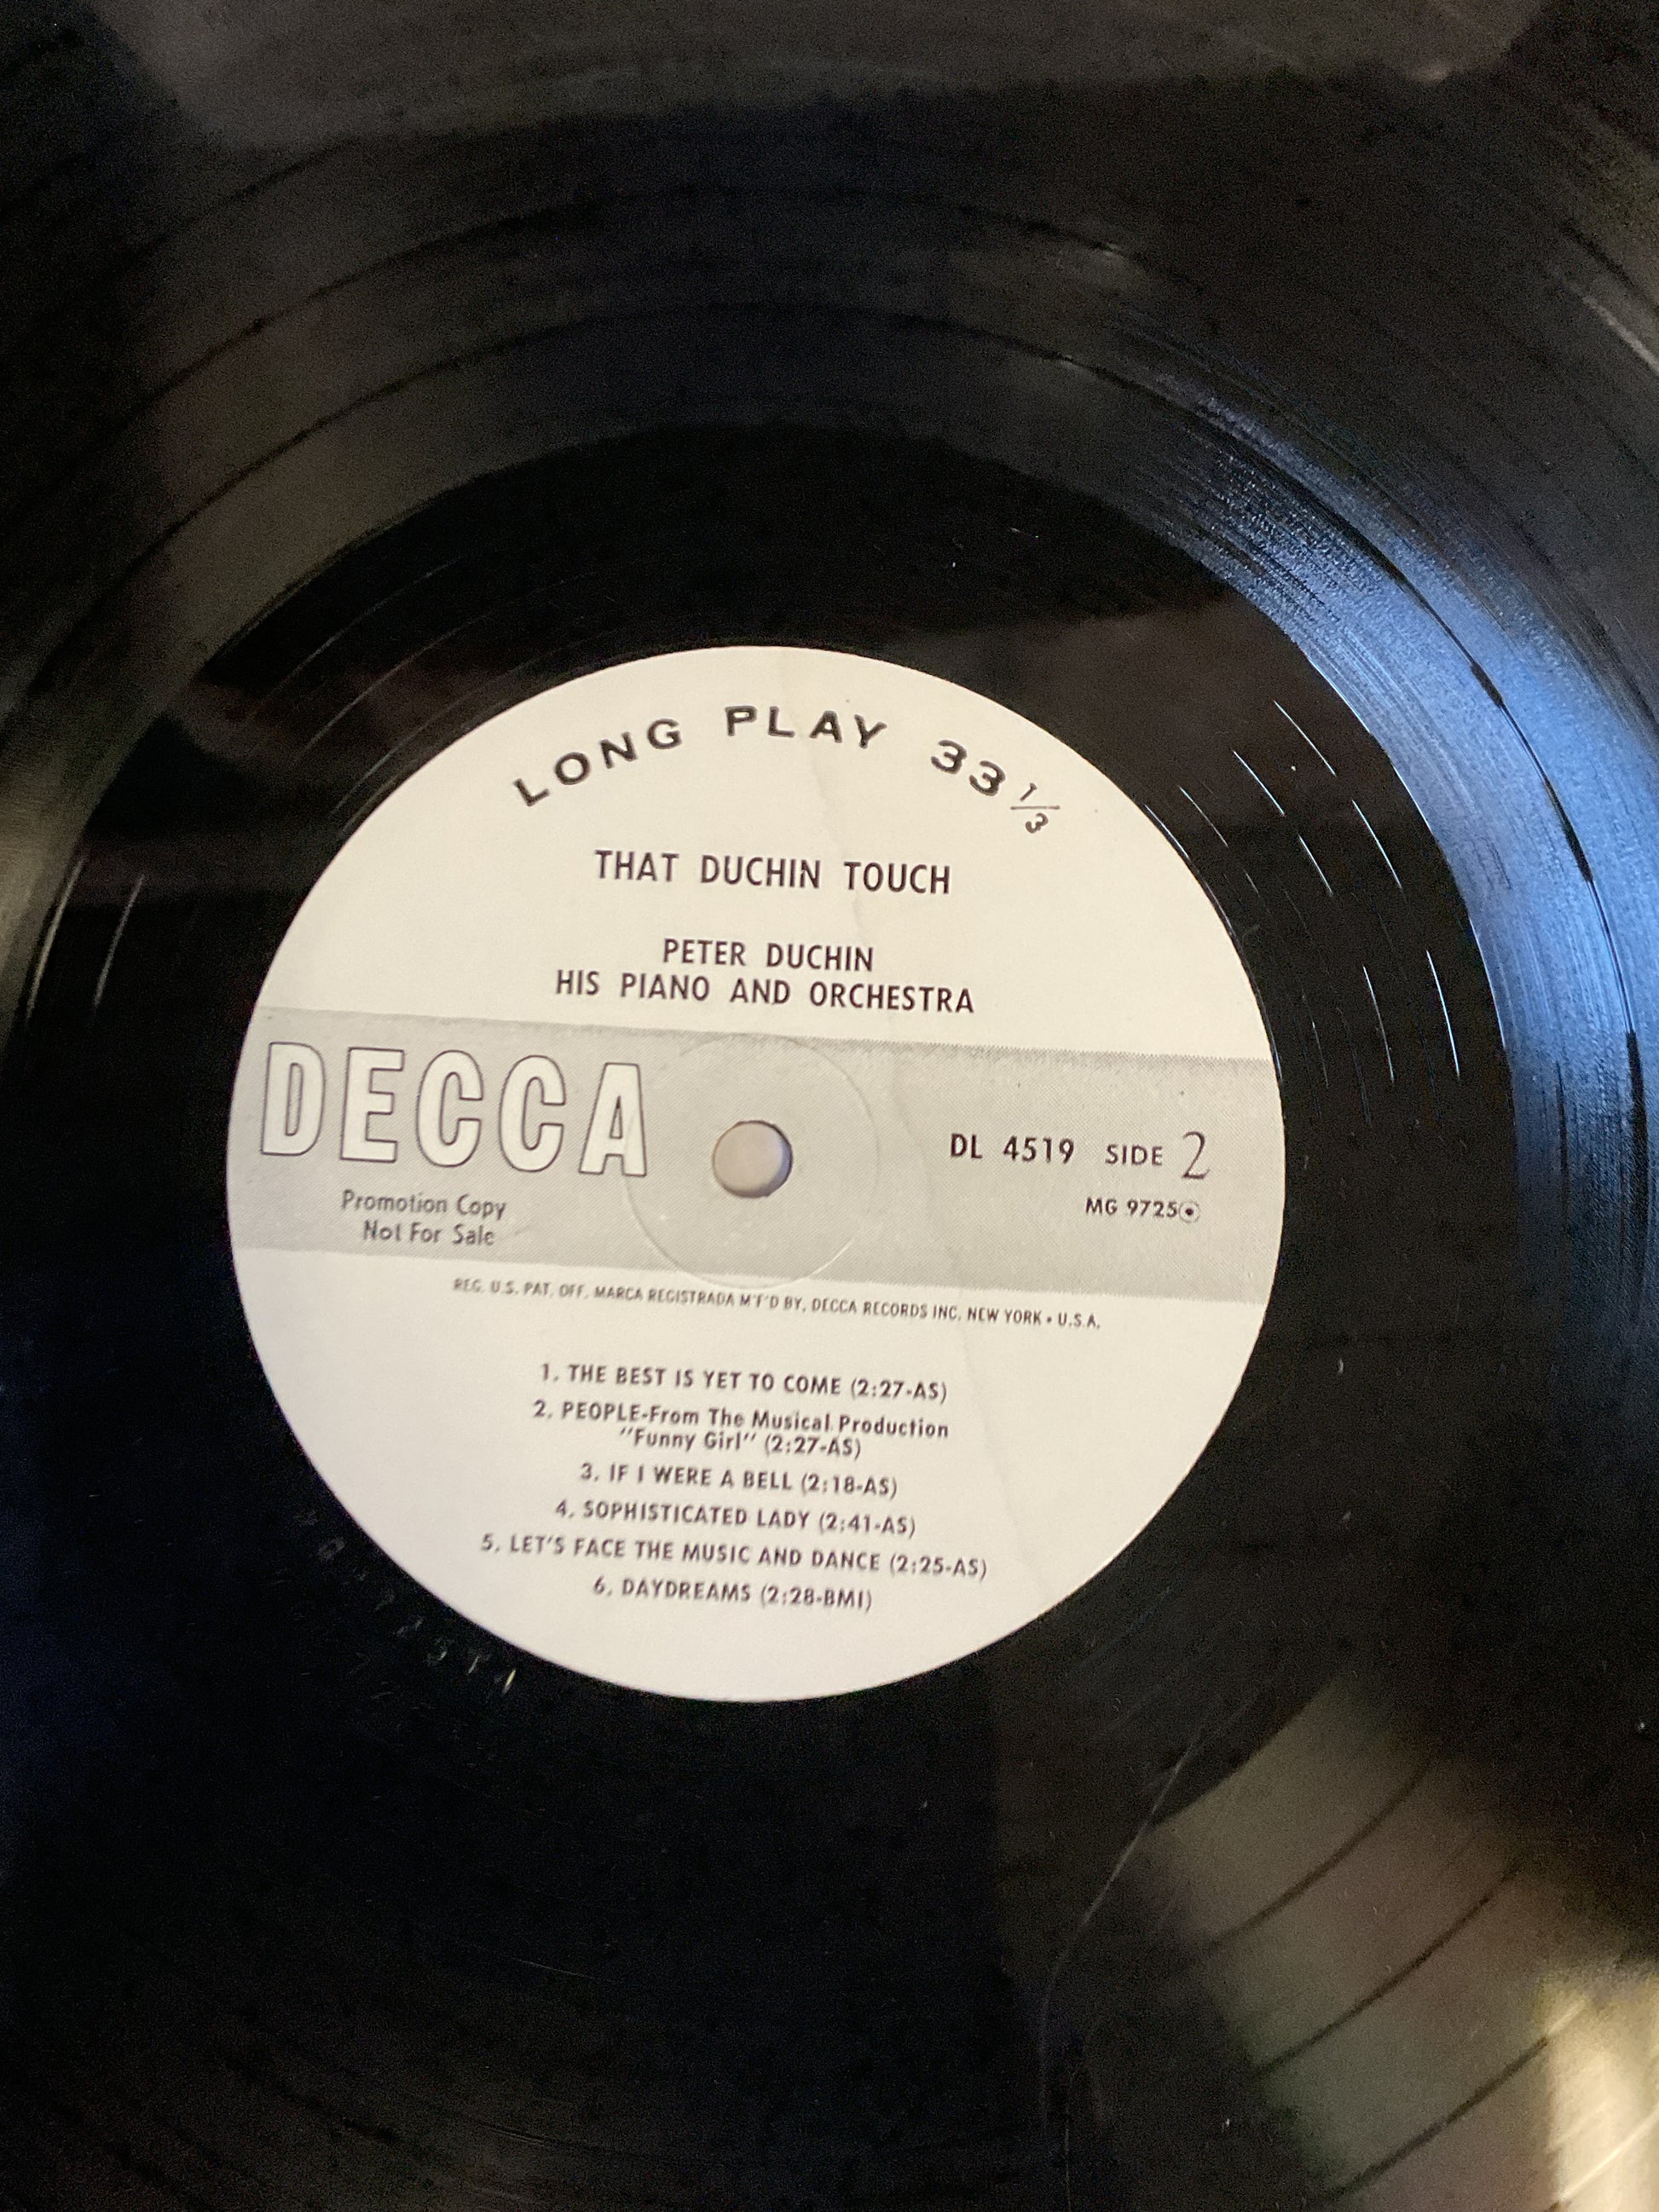 LONG PLAY 33 1/3
THAT DUCHIN TOUCH
PETER DUCHIN
HIS PIANO AND ORCHESTRA
DECCA
DL 4519 SIDE 2
MG 9725
Promotion Copy
Not For Sale
REG. U.S. PAT. OFF. MARCA REGISTRADA M'F'D BY, DECCA RECORDS INC. NEW YORK • U.S.A.
1. THE BEST IS YET TO COME (2:27-AS)
2. PEOPLE-From The Musical Production
"Funny Girl" (2:27-AS)
3. IF I WERE A BELL (2:18-AS)
4. SOPHISTICATED LADY (2:41-AS)
5. LET'S FACE THE MUSIC AND DANCE (2:25-AS)
6. DAYDREAMS (2:28-BMI)